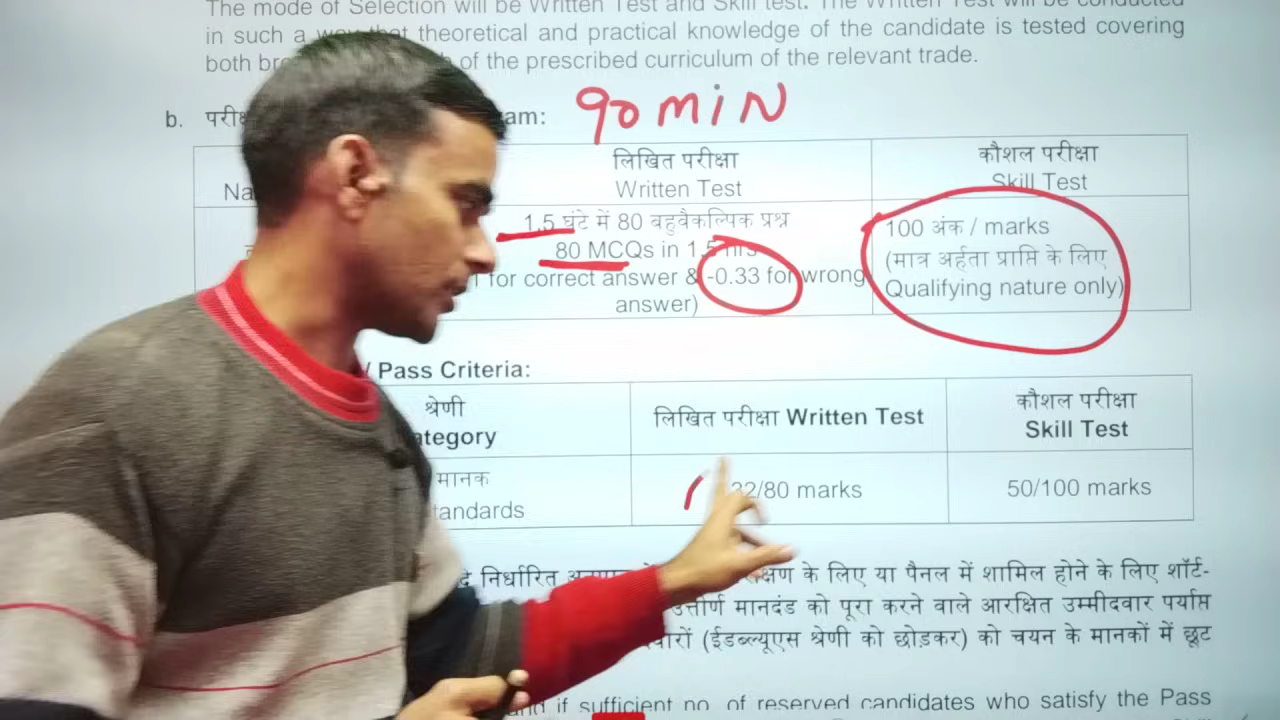 The mode of Selection will be Written Test and Skill test. The Written Test will be conducted
in such a way that theoretical and practical knowledge of the candidate is tested covering
both of the prescribed curriculum of the relevant trade.
b. am: 90 MiN
लिखित परीक्षा
Written Test
कौशल परीक्षा
Skill Test
1.5 घंटे में 80 बहुवैकल्पिक प्रश्न
80 MCQs in 1.5 hrs
for correct answer & -0.33 for wrong
answer)
100 अंक / marks
(मात्र अर्हता प्राप्ति के लिए
Qualifying nature only)
/ Pass Criteria:
श्रेणी
ategory
लिखित परीक्षा Written Test
कौशल परीक्षा
Skill Test
मानक
tandards
32/80 marks
50/100 marks
निर्धारित के लिए या पैनल में शामिल होने के लिए शॉर्ट-
उत्तीर्ण मानदंड को पूरा करने वाले आरक्षित उम्मीदवार पर्याप्त
(ईडब्ल्यूएस श्रेणी को छोड़कर) को चयन के मानकों में छूट
and if sufficient no. of reserved candidates who satisfy the Pass